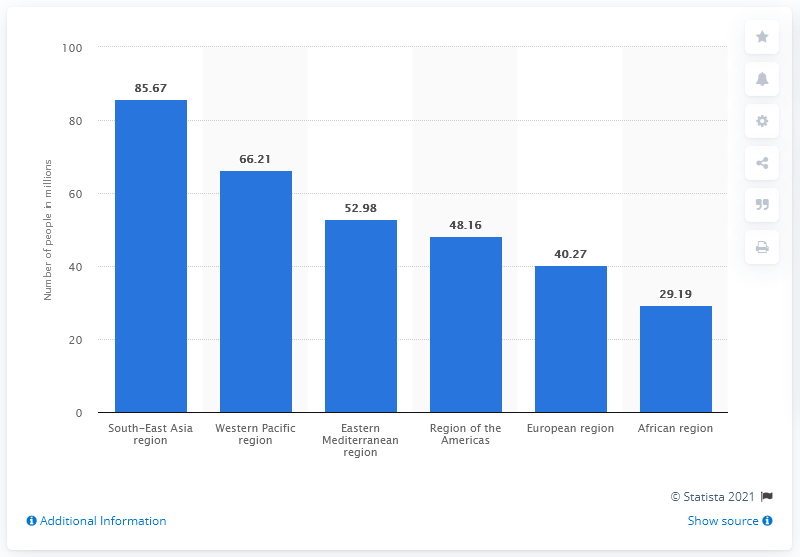 Number of people in millions
100
80
60
40
20
0
85.67
66.21
52.98
48.16
40.27
29.19
South-East Asia
region
Western Pacific
region
Eastern
Mediterranean
region
Region of the
Americas
European region
African region
© Statista 2021
Additional Information
Show source